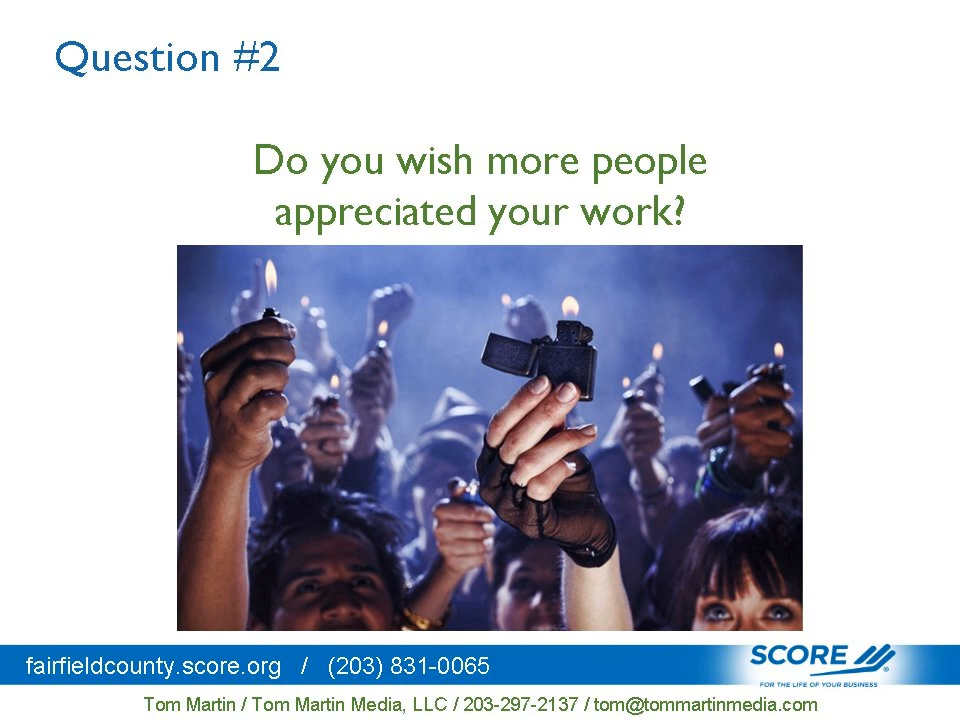 Question #2
Do you wish more people
appreciated your work?
fairfieldcounty.score.org / (203) 831-0065
SCORE
FOR THE LIFE OF YOUR BUSINESS
Tom Martin / Tom Martin Media, LLC / 203-297-2137 / tom@tommartinmedia.com